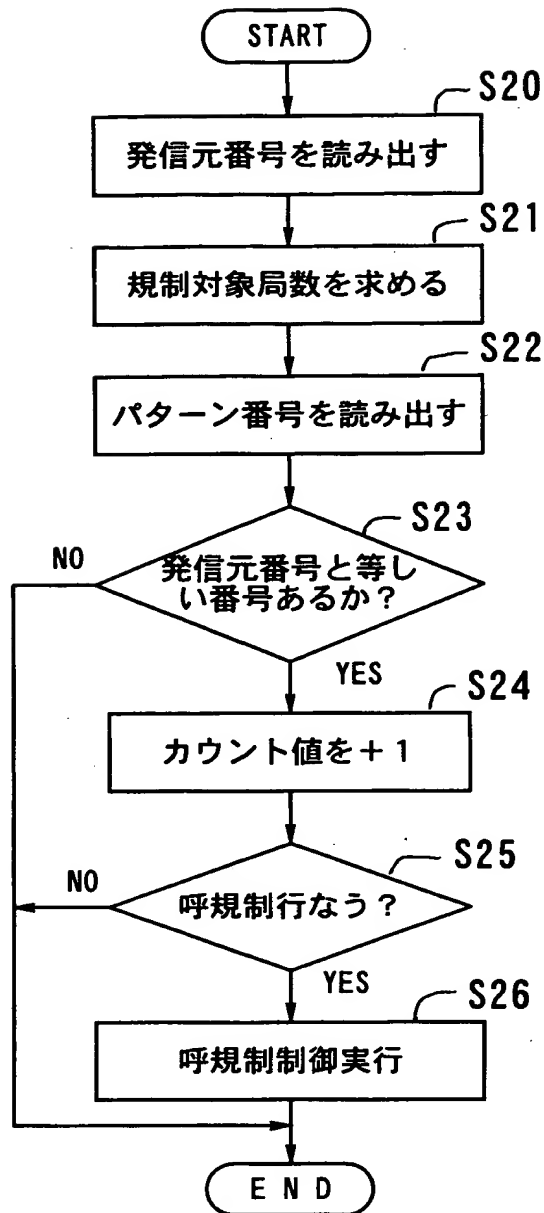 START
S20
発信元番号を読み出す
S21
規制対象局数を求める
S22
パターン番号を読み出す
S23
NO
発信元番号と等し
い番号あるか？
YES
S24
カウント値を＋１
S25
NO
呼規制行なう？
YES
S26
呼規制制御実行
END